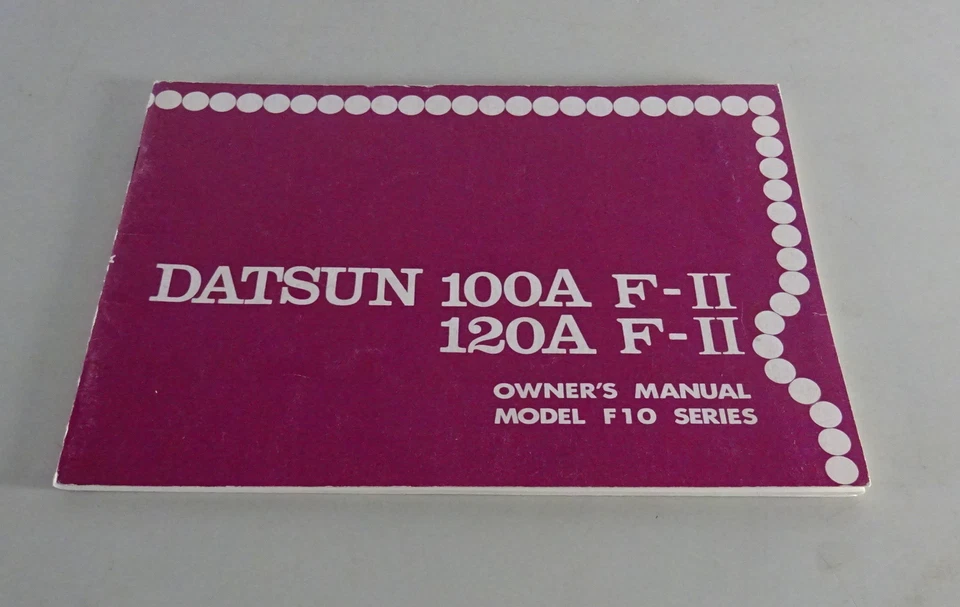 DATSUN 100A F-II
120A F-II
OWNER'S MANUAL
MODEL F10 SERIES